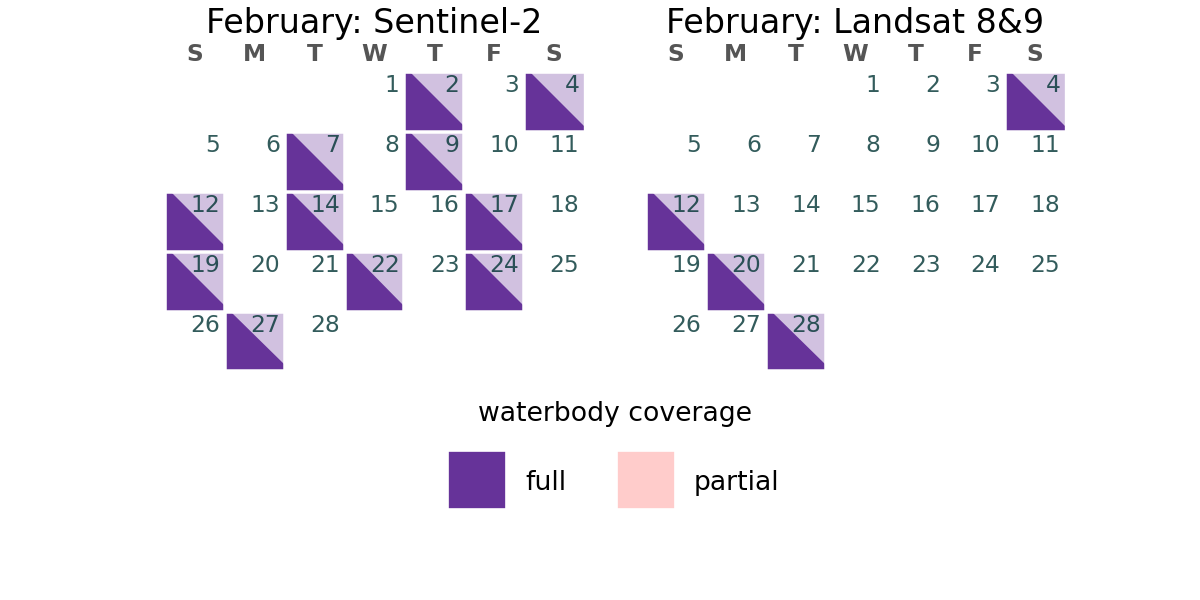 February: Sentinel-2
S M T W T F S
1 2 3 4
5 6 7 8 9 10 11
12 13 14 15 16 17 18
19 20 21 22 23 24 25
26 27 28
February: Landsat 8&9
S M T W T F S
1 2 3 4
5 6 7 8 9 10 11
12 13 14 15 16 17 18
19 20 21 22 23 24 25
26 27 28
waterbody coverage
full partial